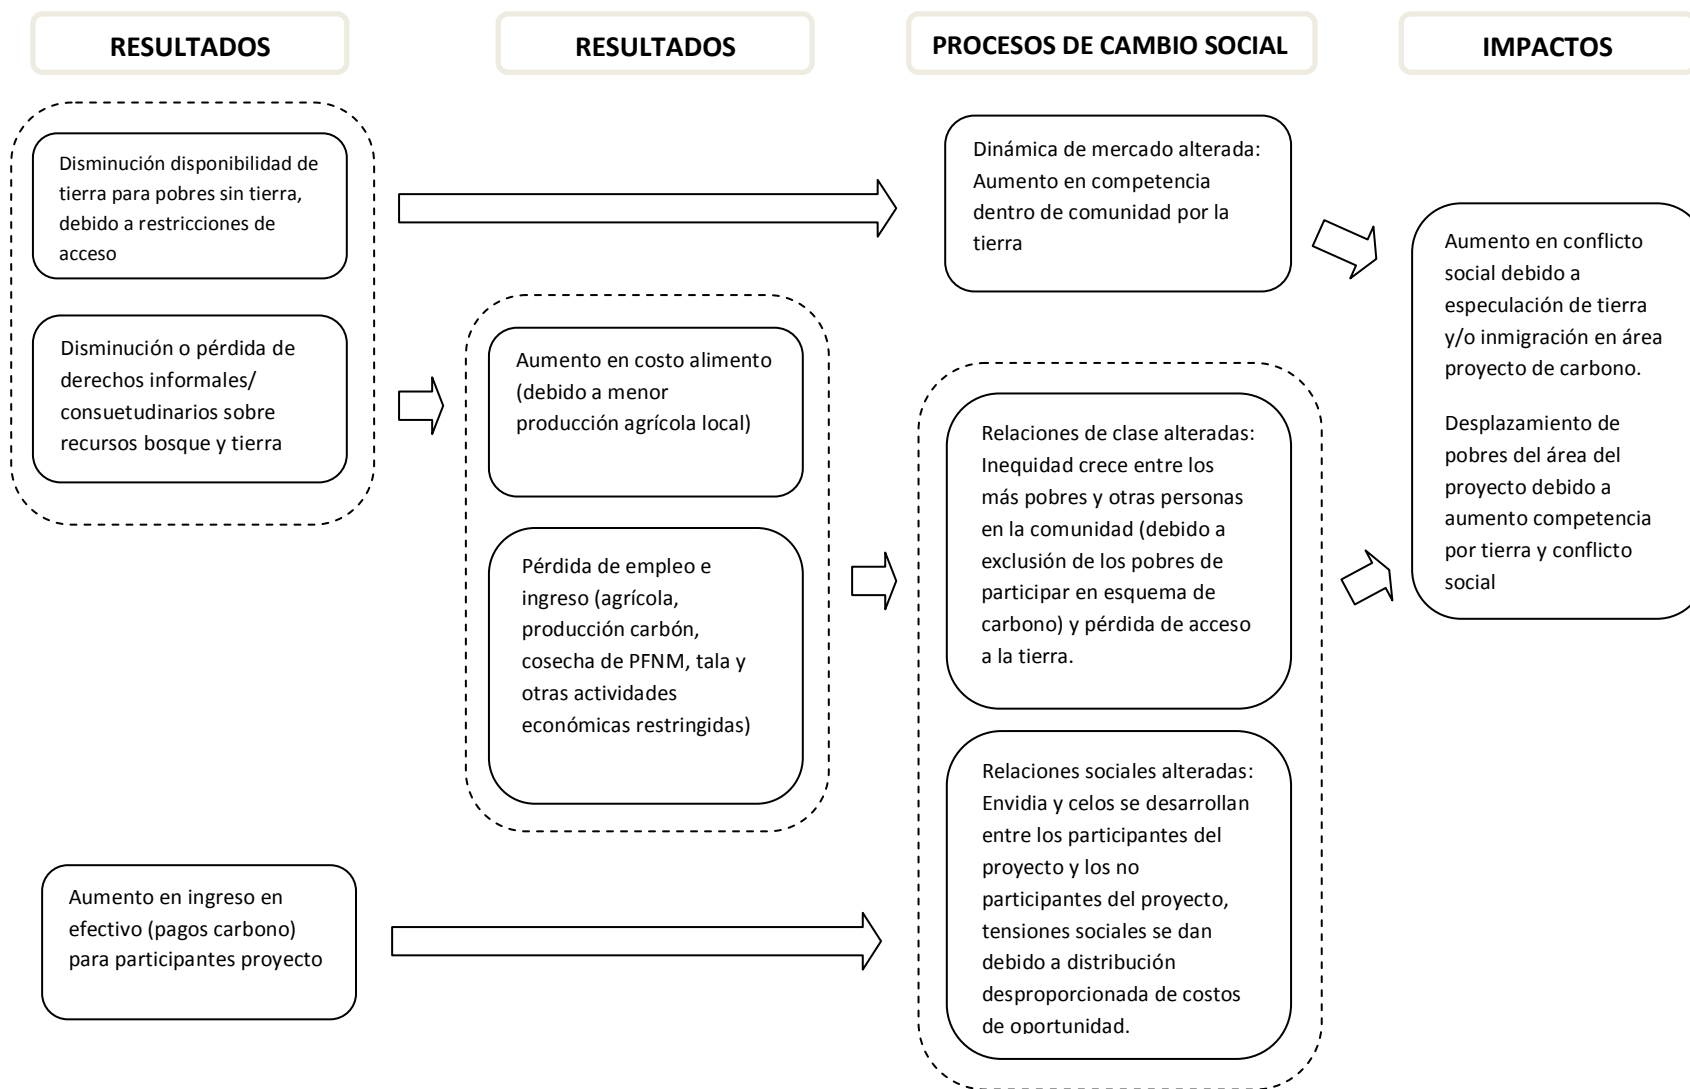 RESULTADOS
RESULTADOS
PROCESOS DE CAMBIO SOCIAL
IMPACTOS
Disminución disponibilidad de
tierra para pobres sin tierra,
debido a restricciones de
acceso
Disminución o pérdida de
derechos informales/
consuetudinarios sobre
recursos bosque y tierra
Aumento en ingreso en
efectivo (pagos carbono)
para participantes proyecto
Aumento en costo alimento
(debido a menor
producción agrícola local)
Pérdida de empleo e
ingreso (agrícola,
producción carbón,
cosecha de PFNM, tala y
otras actividades
económicas restringidas)
Dinámica de mercado alterada:
Aumento en competencia
dentro de comunidad por la
tierra
Relaciones de clase alteradas:
Inequidad crece entre los
más pobres y otras personas
en la comunidad (debido a
exclusión de los pobres de
participar en esquema de
carbono) y pérdida de acceso
a la tierra.
Relaciones sociales alteradas:
Envidia y celos se desarrollan
entre los participantes del
proyecto y los no
participantes del proyecto,
tensiones sociales se dan
debido a distribución
desproporcionada de costos
de oportunidad.
Aumento en conflicto
social debido a
especulación de tierra
y/o inmigración en área
proyecto de carbono.
Desplazamiento de
pobres del área del
proyecto debido a
aumento competencia
por tierra y conflicto
social